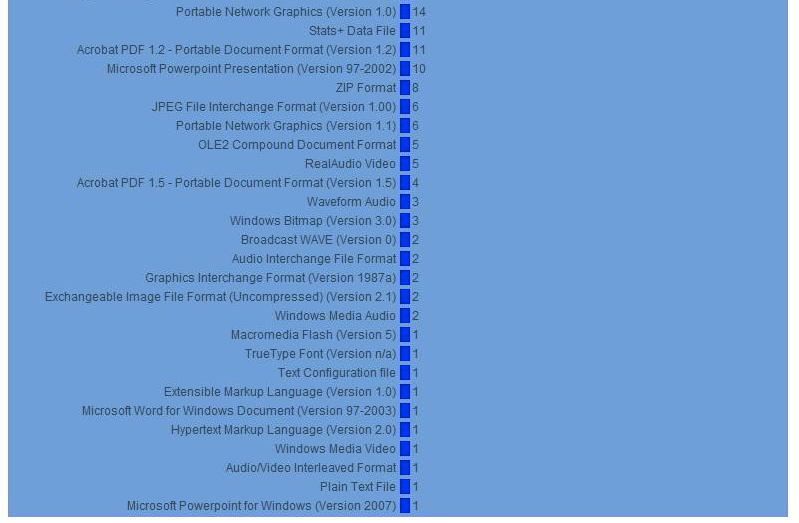 Portable Network Graphics (Version 1.0) 14
Stats+ Data File 11
Acrobat PDF 1.2 - Portable Document Format (Version 1.2) 11
Microsoft Powerpoint Presentation (Version 97-2002) 10
ZIP Format 8
JPEG File Interchange Format (Version 1.00) 6
Portable Network Graphics (Version 1.1) 6
OLE2 Compound Document Format 5
RealAudio Video 5
Acrobat PDF 1.5 - Portable Document Format (Version 1.5) 4
Waveform Audio 3
Windows Bitmap (Version 3.0) 3
Broadcast WAVE (Version 0) 2
Audio Interchange File Format 2
Graphics Interchange Format (Version 1987a) 2
Exchangeable Image File Format (Uncompressed) (Version 2.1) 2
Windows Media Audio 2
Macromedia Flash (Version 5) 1
TrueType Font (Version n/a) 1
Text Configuration file 1
Extensible Markup Language (Version 1.0) 1
Microsoft Word for Windows Document (Version 97-2003) 1
Hypertext Markup Language (Version 2.0) 1
Windows Media Video 1
Audio/Video Interleaved Format 1
Plain Text File 1
Microsoft Powerpoint for Windows (Version 2007) 1